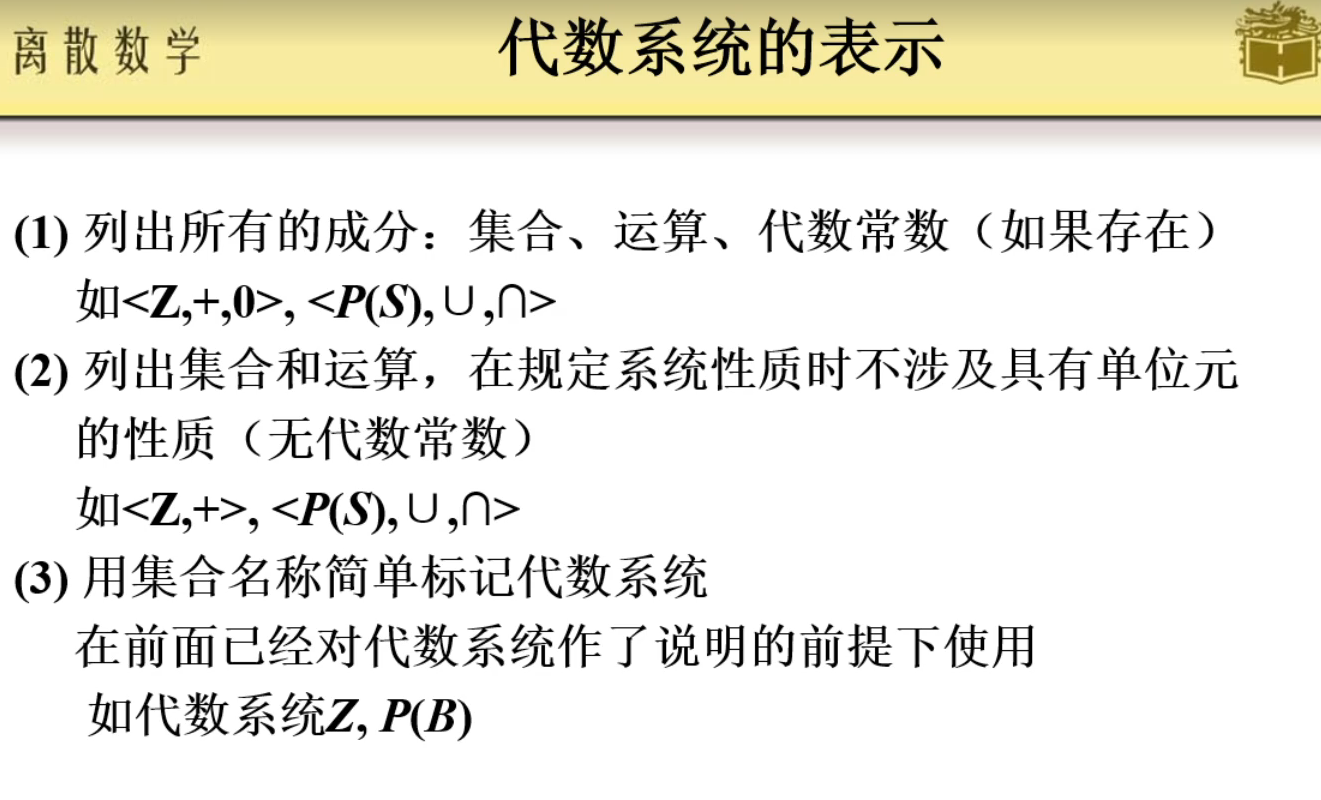 离散数学
代数系统的表示
(1) 列出所有的成分：集合、运算、代数常数（如果存在）
如<Z,+,0>, <P(S),∪,∩>
(2) 列出集合和运算，在规定系统性质时不涉及具有单位元
的性质（无代数常数）
如<Z,+>, <P(S),∪,∩>
(3) 用集合名称简单标记代数系统
在前面已经对代数系统作了说明的前提下使用
如代数系统Z, P(B)